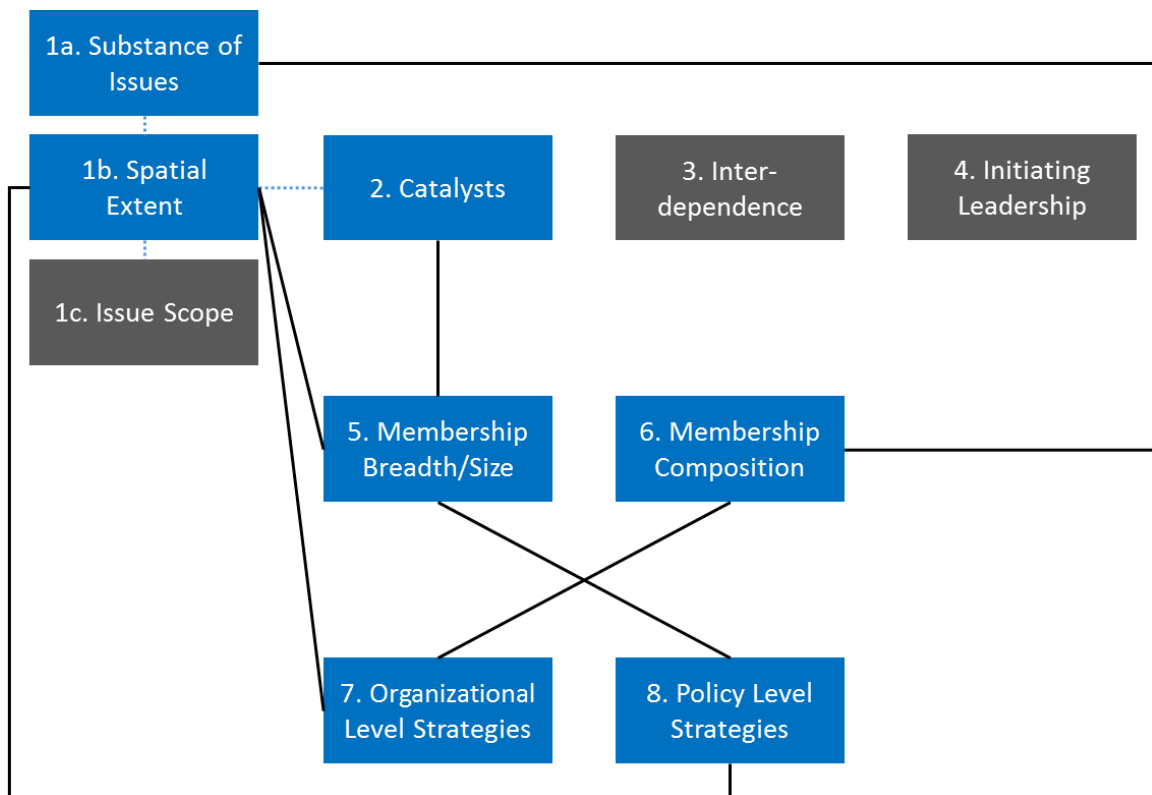 1a. Substance of
Issues
1b. Spatial
Extent
2. Catalysts
3. Inter-
dependence
4. Initiating
Leadership
1c. Issue Scope
5. Membership
Breadth/Size
6. Membership
Composition
7. Organizational
Level Strategies
8. Policy Level
Strategies